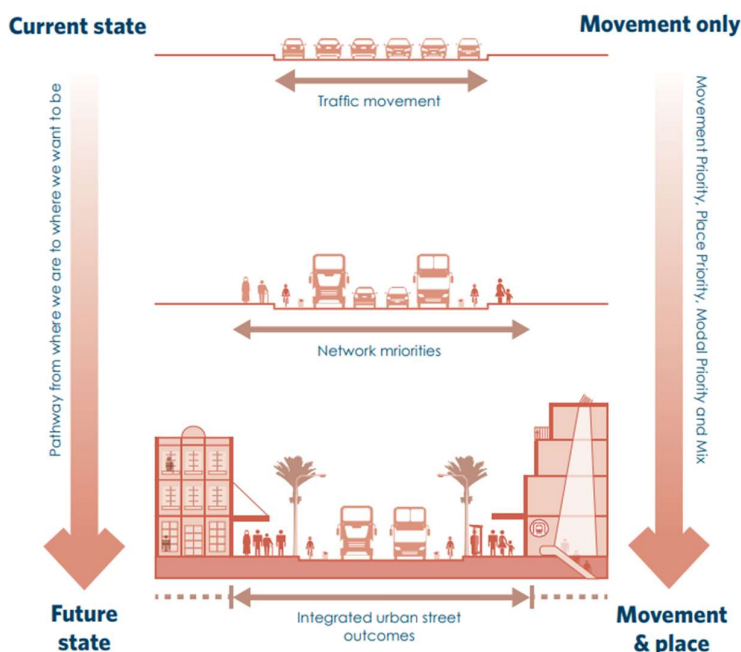 Current state
Movement only
Traffic movement
Pathway from where we are to where we want to be
Movement Priority, Place Priority, Modal Priority and Mix
Network mriorities
Integrated urban street
outcomes
Future
state
Movement
& place